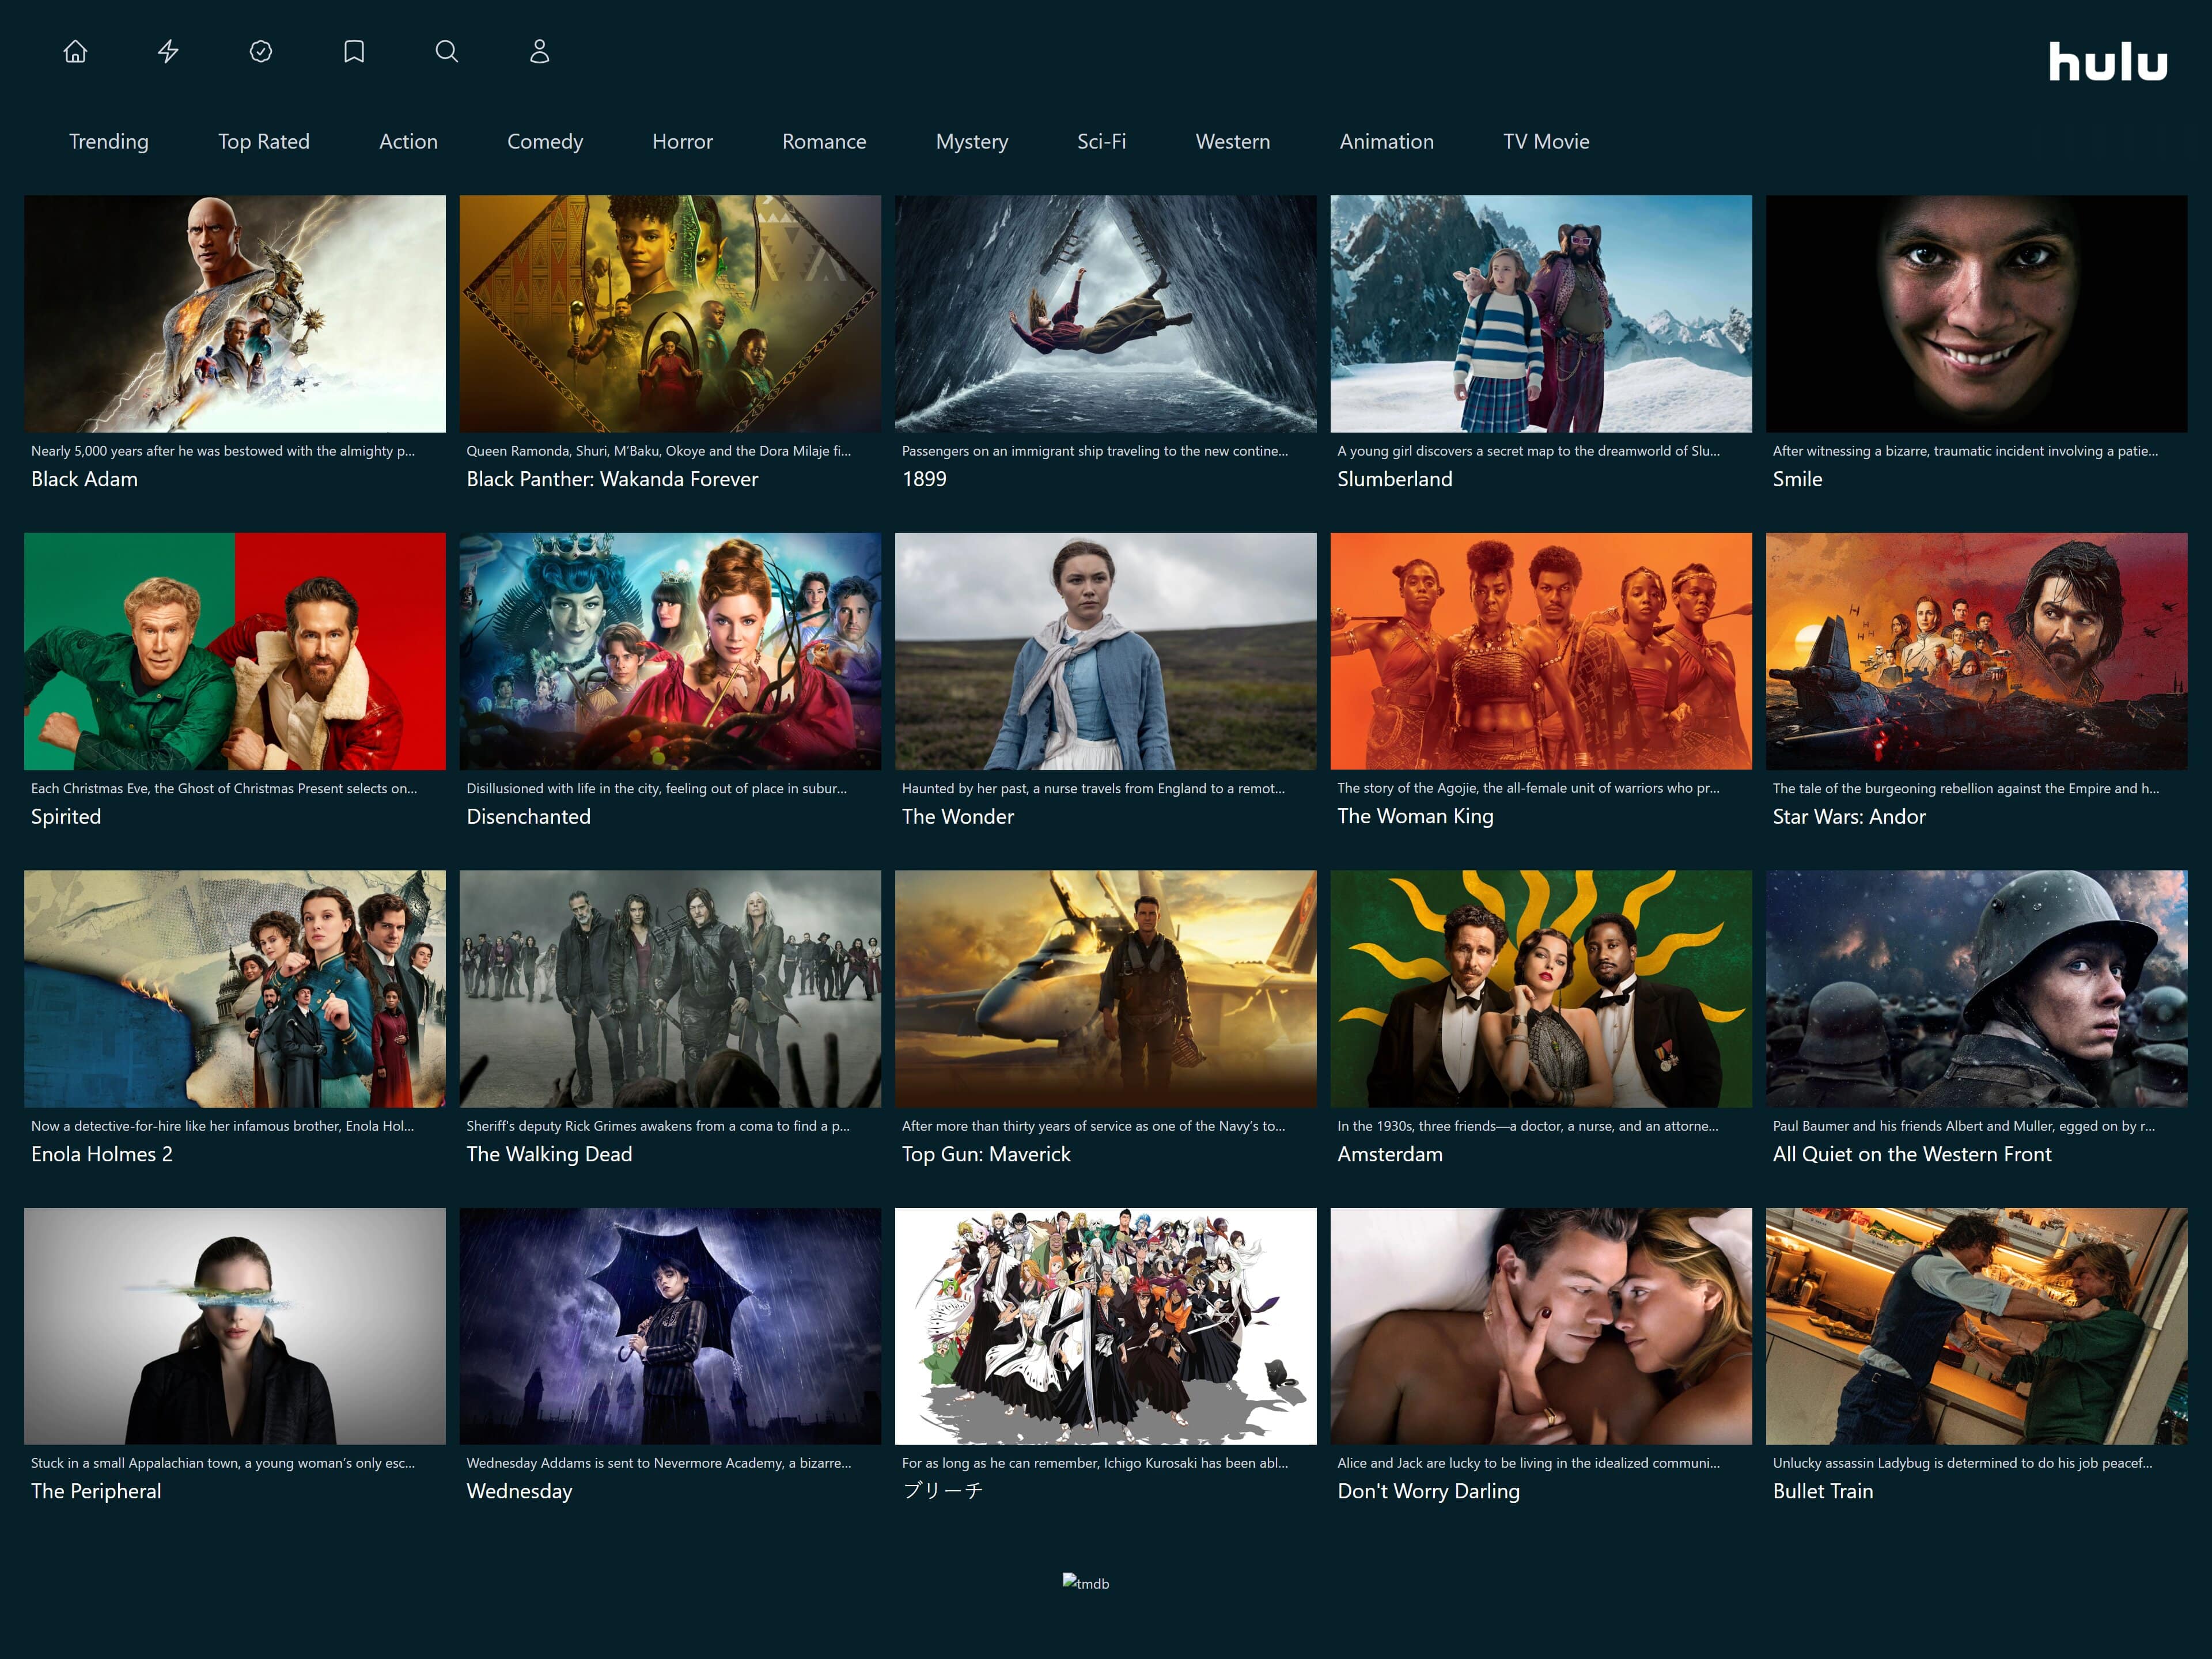 hulu
Trending Top Rated Action Comedy Horror Romance Mystery Sci-Fi Western Animation TV Movie
Nearly 5,000 years after he was bestowed with the almighty p...
Black Adam
Queen Ramonda, Shuri, M'Baku, Okoye and the Dora Milaje fi...
Black Panther: Wakanda Forever
Passengers on an immigrant ship traveling to the new contine...
1899
A young girl discovers a secret map to the dreamworld of Slu...
Slumberland
After witnessing a bizarre, traumatic incident involving a patie...
Smile
Each Christmas Eve, the Ghost of Christmas Present selects on...
Spirited
Disillusioned with life in the city, feeling out of place in subur...
Disenchanted
Haunted by her past, a nurse travels from England to a remot...
The Wonder
The story of the Agojie, the all-female unit of warriors who pr...
The Woman King
The tale of the burgeoning rebellion against the Empire and h...
Star Wars: Andor
Now a detective-for-hire like her infamous brother, Enola Hol...
Enola Holmes 2
Sheriff's deputy Rick Grimes awakens from a coma to find a p...
The Walking Dead
After more than thirty years of service as one of the Navy's to...
Top Gun: Maverick
In the 1930s, three friends—a doctor, a nurse, and an attorne...
Amsterdam
Paul Baumer and his friends Albert and Muller, egged on by r...
All Quiet on the Western Front
Stuck in a small Appalachian town, a young woman's only esc...
The Peripheral
Wednesday Addams is sent to Nevermore Academy, a bizarre...
Wednesday
For as long as he can remember, Ichigo Kurosaki has been abl...
ブリーチ
Alice and Jack are lucky to be living in the idealized communi...
Don't Worry Darling
Unlucky assassin Ladybug is determined to do his job peacef...
Bullet Train
tmdb